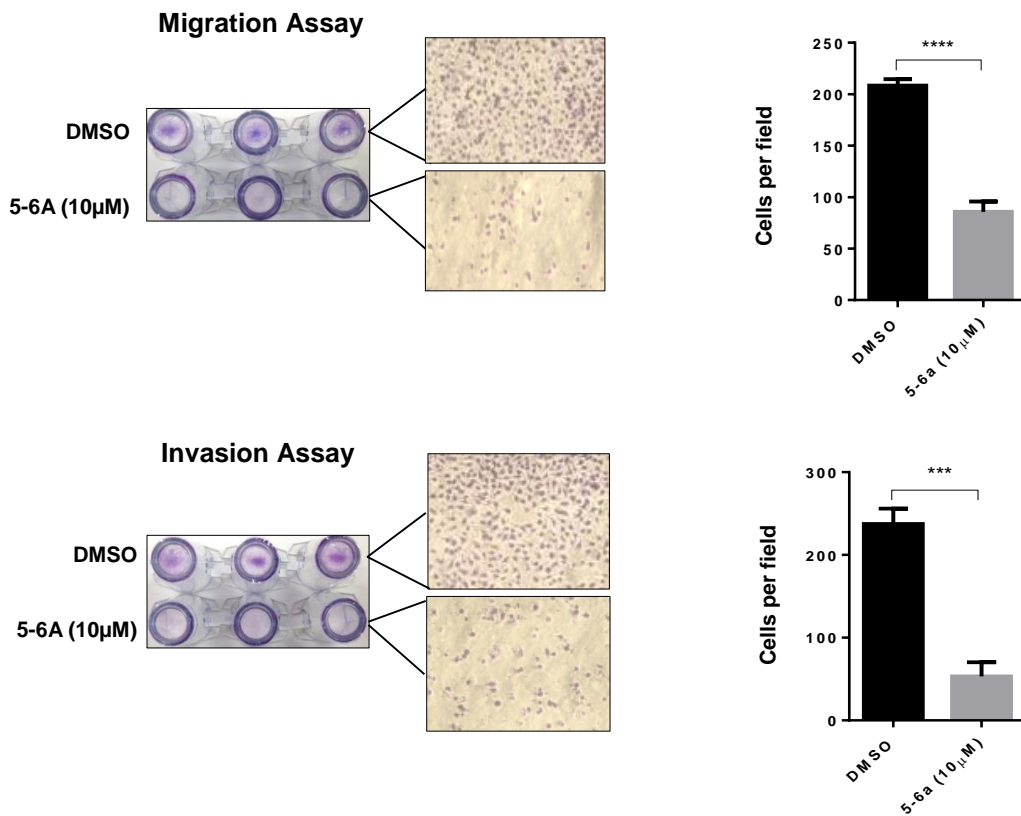 Migration Assay
DMSO
5-6A (10µM)
Cells per field
250
200
150
100
50
0
****
DMSO
5-6a (10µM)
Invasion Assay
DMSO
5-6A (10µM)
Cells per field
300
200
100
0
***
DMSO
5-6a (10µM)